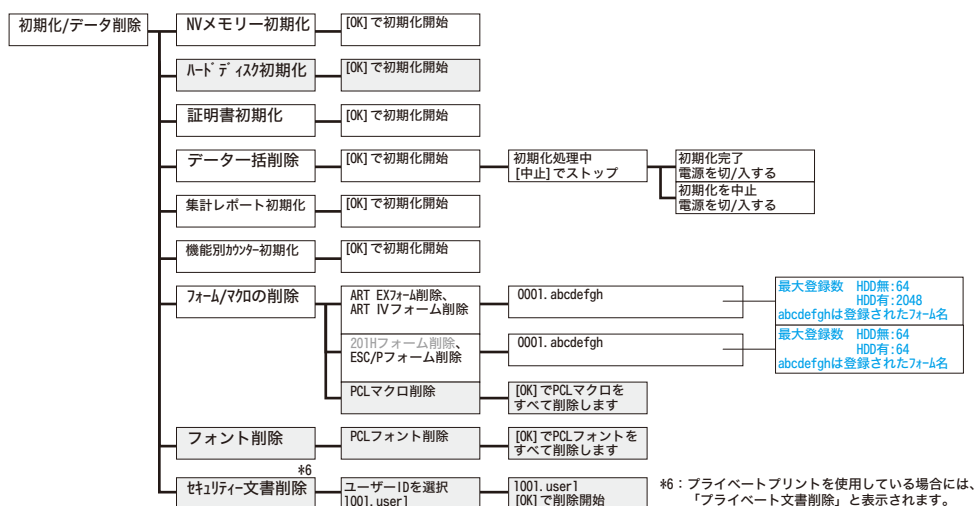 初期化/データ削除
NVメモリー初期化
[OK]で初期化開始
ハードディスク初期化
[OK]で初期化開始
証明書初期化
[OK]で初期化開始
データ一括削除
[OK]で初期化開始
初期化処理中
[中止]でストップ
初期化完了
電源を切/入する
初期化を中止
電源を切/入する
集計レポート初期化
[OK]で初期化開始
機能別カウンター初期化
[OK]で初期化開始
フォーム/マクロの削除
ART EXフォーム削除、
ART IVフォーム削除
0001.abcdefgh
最大登録数 HDD無:64
HDD有:2048
abcdefghは登録されたフォーム名
201Hフォーム削除、
ESC/Pフォーム削除
0001.abcdefgh
最大登録数 HDD無:64
HDD有:64
abcdefghは登録されたフォーム名
PCLマクロ削除
[OK]でPCLマクロを
すべて削除します
フォント削除
PCLフォント削除
[OK]でPCLフォントを
すべて削除します
*6
セキュリティー文書削除
ユーザーIDを選択
1001.user1
1001.user1
[OK]で削除開始
*6：プライベートプリントを使用している場合には、
「プライベート文書削除」と表示されます。